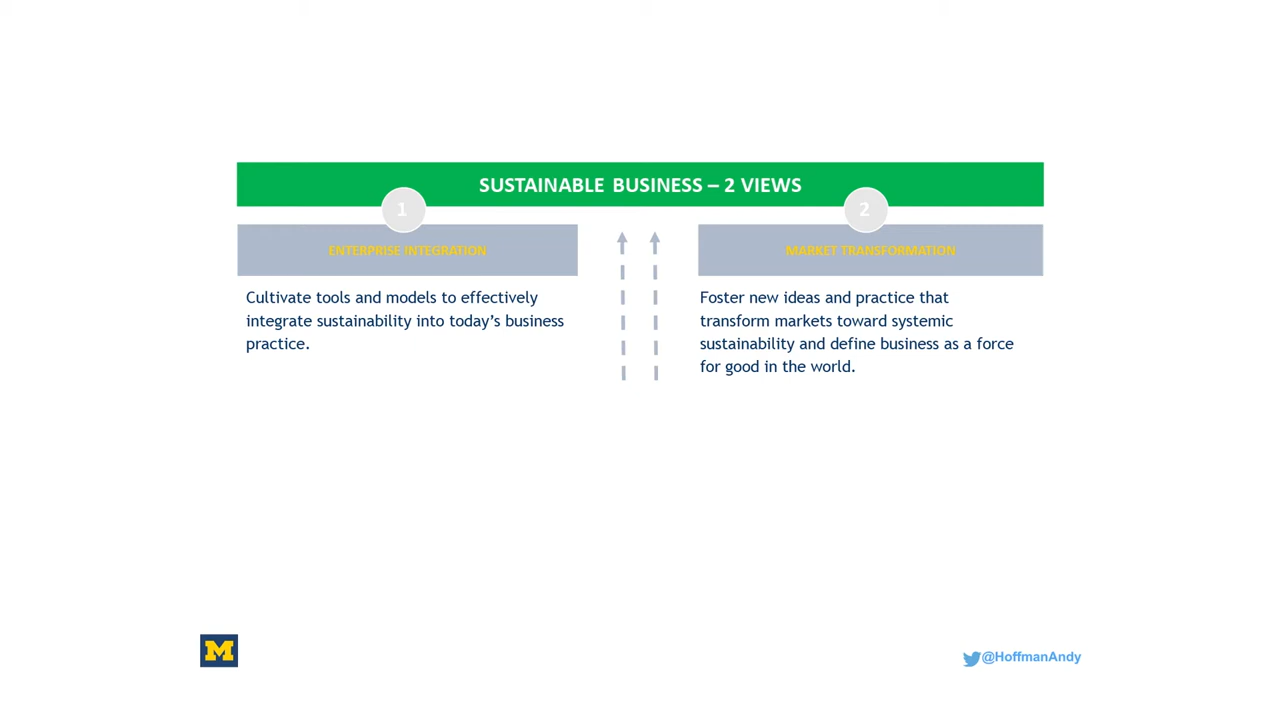 SUSTAINABLE BUSINESS – 2 VIEWS
1
ENTERPRISE INTEGRATION
Cultivate tools and models to effectively
integrate sustainability into today's business
practice.
2
MARKET TRANSFORMATION
Foster new ideas and practice that
transform markets toward systemic
sustainability and define business as a force
for good in the world.
M
@HoffmanAndy